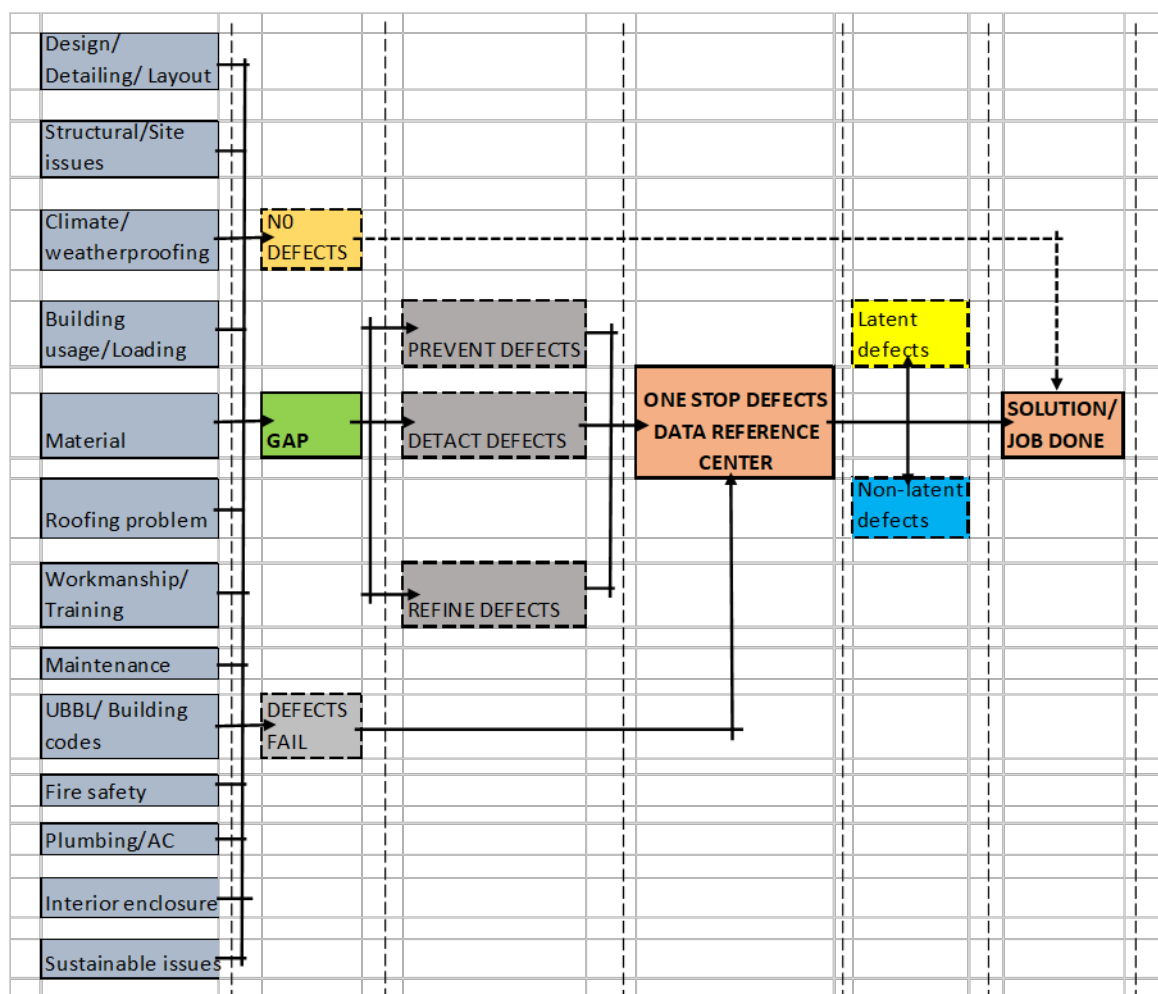 Design/
Detailing/ Layout
Structural/Site
issues
Climate/
weatherproofing
N0
DEFECTS
Building
usage/Loading
PREVENT DEFECTS
Latent
defects
Material
GAP
DETACT DEFECTS
ONE STOP DEFECTS
DATA REFERENCE
CENTER
SOLUTION/
JOB DONE
Roofing problem
Non-latent
defects
Workmanship/
Training
REFINE DEFECTS
Maintenance
UBBL/ Building
codes
DEFECTS
FAIL
Fire safety
Plumbing/AC
Interior enclosure
Sustainable issues